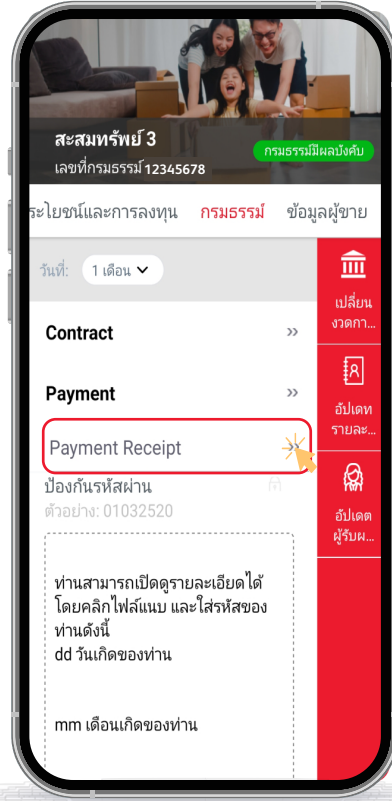 สะสมทรัพย์ 3
กรมธรรม์มีผลบังคับ
เลขที่กรมธรรม์ 12345678
ระโยชน์และการลงทุน กรมธรรม์ ข้อมูลผู้ขาย
วันที่: 1 เดือน
เปลี่ยน
งวดกา...
Contract
Payment
อัปเดท
รายละ...
Payment Receipt
ป้องกันรหัสผ่าน
ตัวอย่าง: 01032520
อัปเดต
ผู้รับผ...
ท่านสามารถเปิดดูรายละเอียดได้
โดยคลิกไฟล์แนบ และใส่รหัสของ
ท่านดังนี้
dd วันเกิดของท่าน
mm เดือนเกิดของท่าน